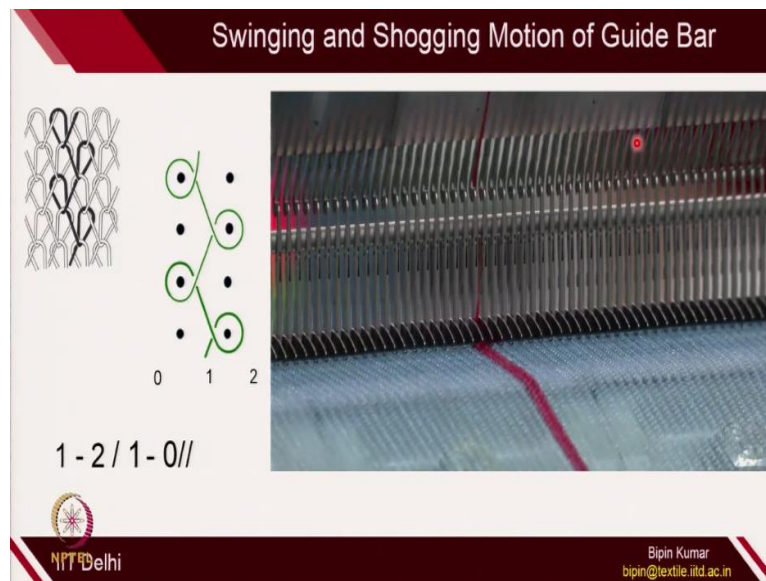 Swinging and Shogging Motion of Guide Bar
0 1 2
1 - 2 / 1 - 0//
NPTEL
IIT Delhi
Bipin Kumar
bipin@textile.iitd.ac.in